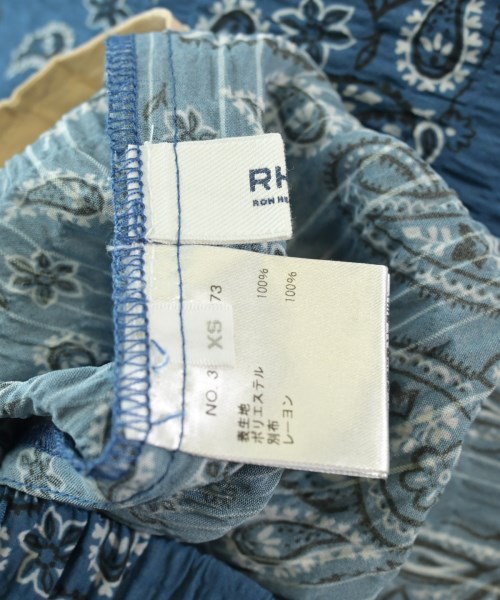 RH
RON HE
NO. 3 73
XS
表生地
ポリエステル 100%
別布
レーヨン 100%